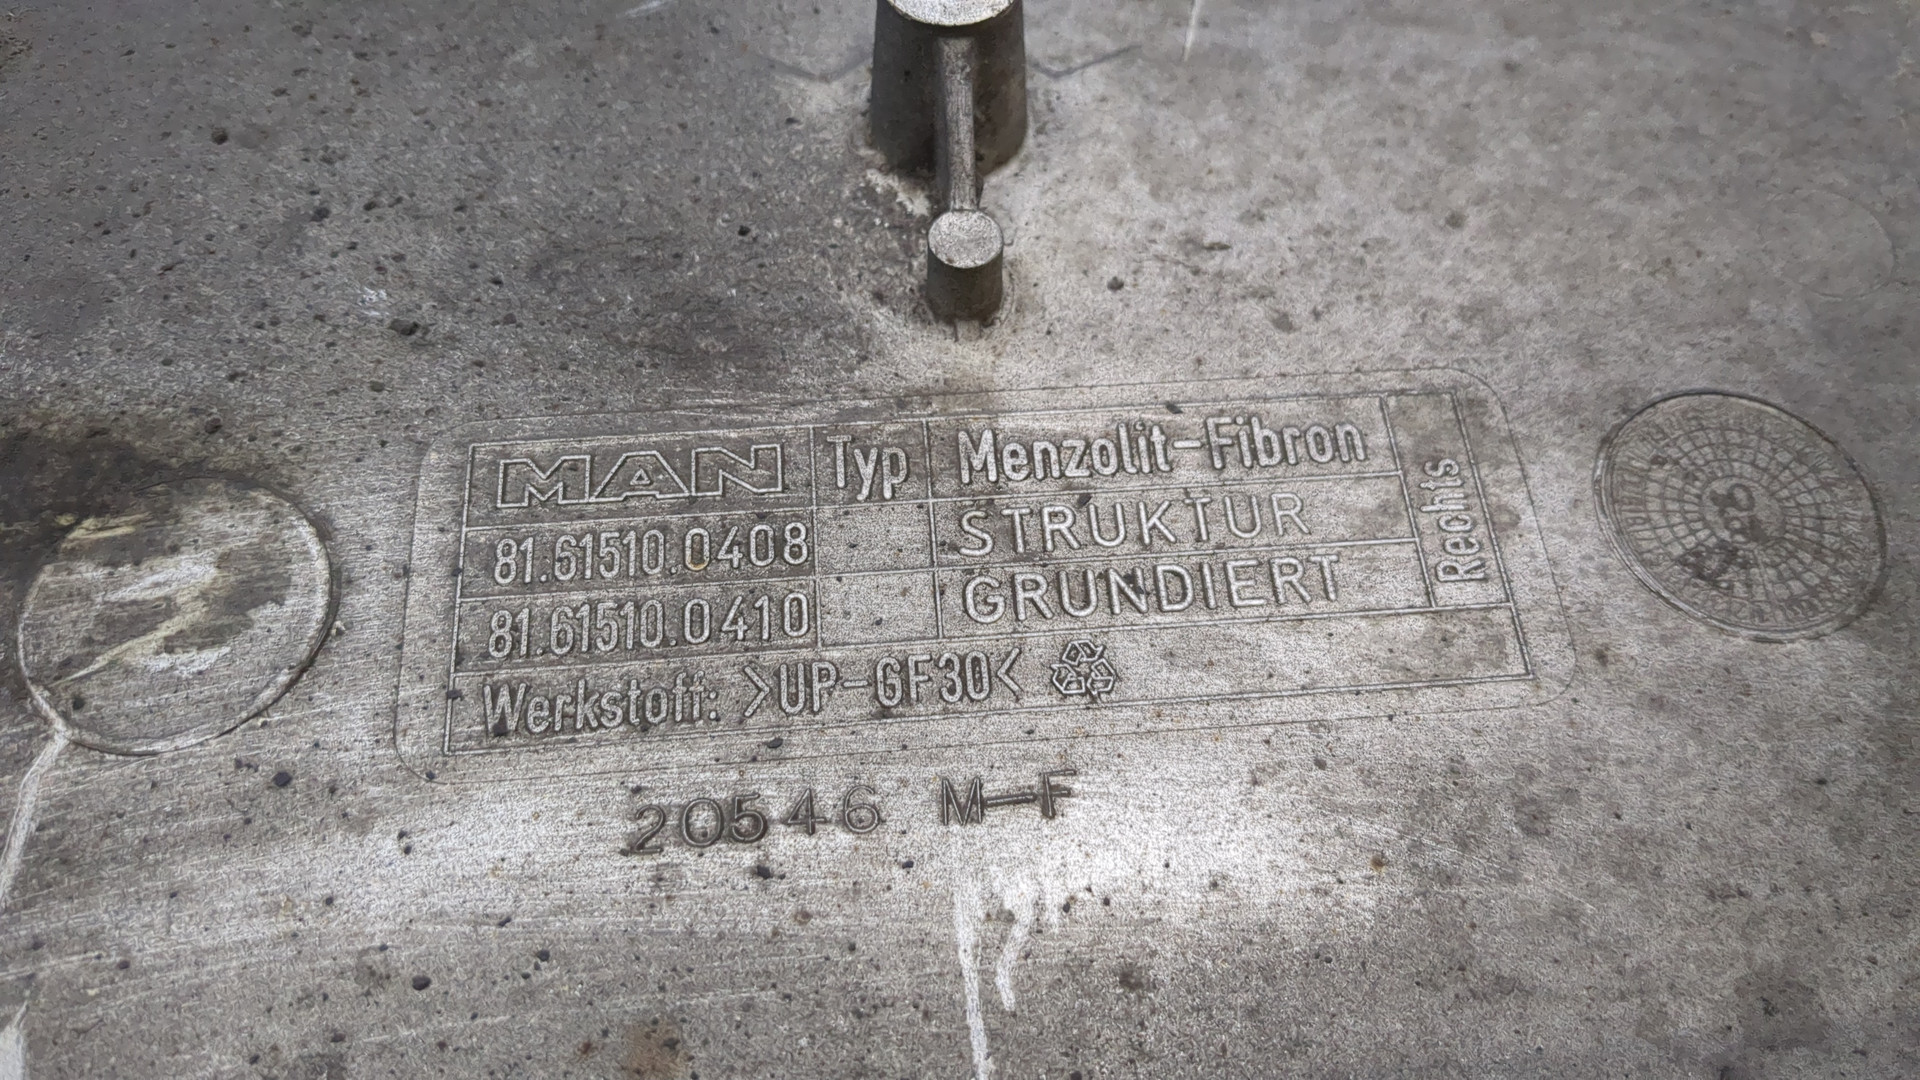 MAN Typ Menzolit-Fibron
81.61510.0408 STRUKTUR
81.61510.0410 GRUNDIERT
Rechts
Werkstoff: >UP-GF30<
20546 M-F